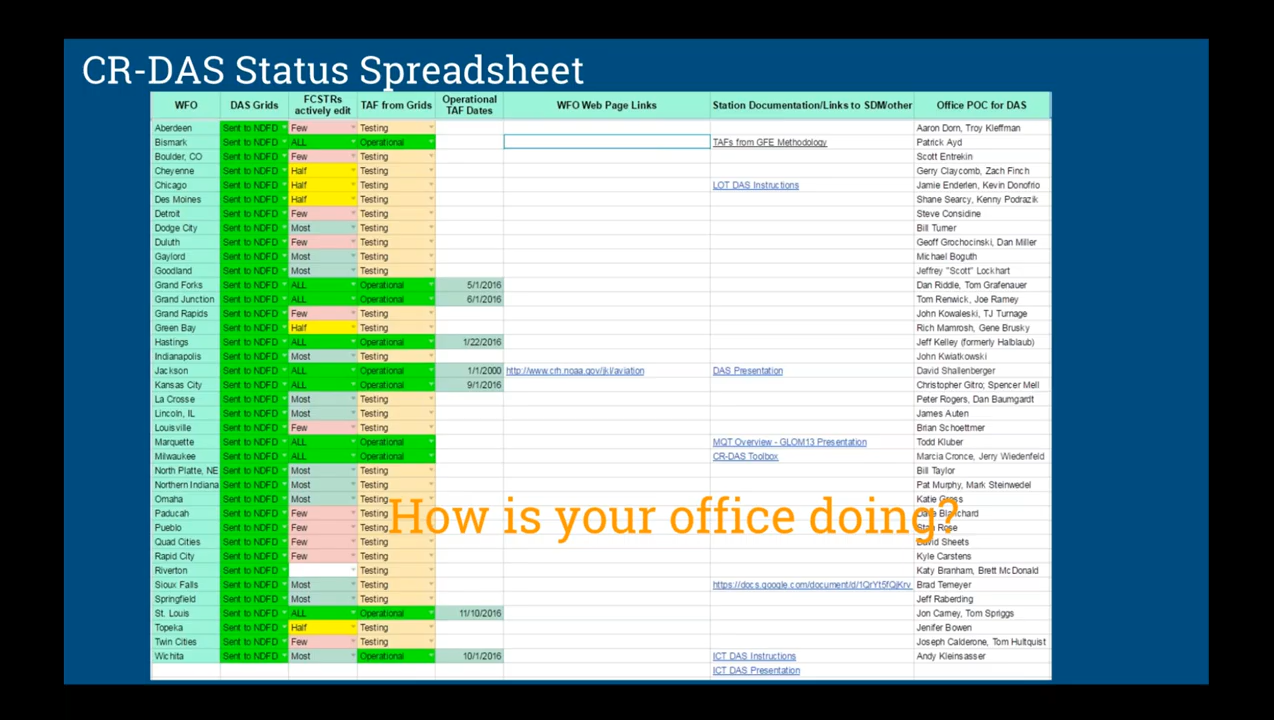 CR-DAS Status Spreadsheet
WFO DAS Grids FCSTRs actively edit TAF from Grids Operational TAF Dates WFO Web Page Links Station Documentation/Links to SDM/other Office POC for DAS
Aberdeen Sent to NDFD Few Testing Aaron Dorn, Troy Kleffman
Bismark Sent to NDFD ALL Operational TAFs from GFE Methodology Patrick Ayd
Boulder, CO Sent to NDFD Few Testing Scott Entrekin
Cheyenne Sent to NDFD Half Testing Gerry Claycomb, Zach Finch
Chicago Sent to NDFD Half Testing LOT DAS Instructions Jamie Enderlen, Kevin Donofrio
Des Moines Sent to NDFD Half Testing Shane Searcy, Kenny Podrazik
Detroit Sent to NDFD Few Testing Steve Considine
Dodge City Sent to NDFD Most Testing Bill Turner
Duluth Sent to NDFD Few Testing Geoff Grochocinski, Dan Miller
Gaylord Sent to NDFD Most Testing Michael Boguth
Goodland Sent to NDFD Most Testing Jeffrey "Scott" Lockhart
Grand Forks Sent to NDFD ALL Operational 5/1/2016 Dan Riddle, Tom Grafenauer
Grand Junction Sent to NDFD ALL Operational 6/1/2016 Tom Renwick, Joe Ramey
Grand Rapids Sent to NDFD Few Testing John Kowaleski, TJ Turnage
Green Bay Sent to NDFD Half Testing Rich Mamrosh, Gene Brusky
Hastings Sent to NDFD ALL Operational 1/22/2016 Jeff Kelley (formerly Halblaub)
Indianapolis Sent to NDFD Most Testing John Kwiatkowski
Jackson Sent to NDFD ALL Operational 1/1/2000 http://www.crh.noaa.gov/jkl/aviation DAS Presentation David Shallenberger
Kansas City Sent to NDFD ALL Operational 9/1/2016 Christopher Gitro; Spencer Mell
La Crosse Sent to NDFD Most Testing Peter Rogers, Dan Baumgardt
Lincoln, IL Sent to NDFD Most Testing James Auten
Louisville Sent to NDFD Few Testing Brian Schoettmer
Marquette Sent to NDFD ALL Operational MQT Overview - GLOM13 Presentation Todd Kluber
Milwaukee Sent to NDFD ALL Operational CR-DAS Toolbox Marcia Cronce, Jerry Wiedenfeld
North Platte, NE Sent to NDFD Most Testing Bill Taylor
Northern Indiana Sent to NDFD Most Testing Pat Murphy, Mark Steinwedel
Omaha Sent to NDFD Most Testing Katie Gross
Paducah Sent to NDFD Few Testing Blanchard
How is your office doing?
Pueblo Sent to NDFD Few Testing Rose
Quad Cities Sent to NDFD Few Testing David Sheets
Rapid City Sent to NDFD Few Testing Kyle Carstens
Riverton Sent to NDFD Testing Katy Branham, Brett McDonald
Sioux Falls Sent to NDFD Most Testing Brad Temeyer
Springfield Sent to NDFD Most Testing Jeff Raberding
St. Louis Sent to NDFD ALL Operational 11/10/2016 Jon Carney, Tom Spriggs
Topeka Sent to NDFD Half Testing Jenifer Bowen
Twin Cities Sent to NDFD Few Testing Joseph Calderone, Tom Hultquist
Wichita Sent to NDFD Most Operational 10/1/2016 ICT DAS Instructions Andy Kleinsasser
ICT DAS Presentation